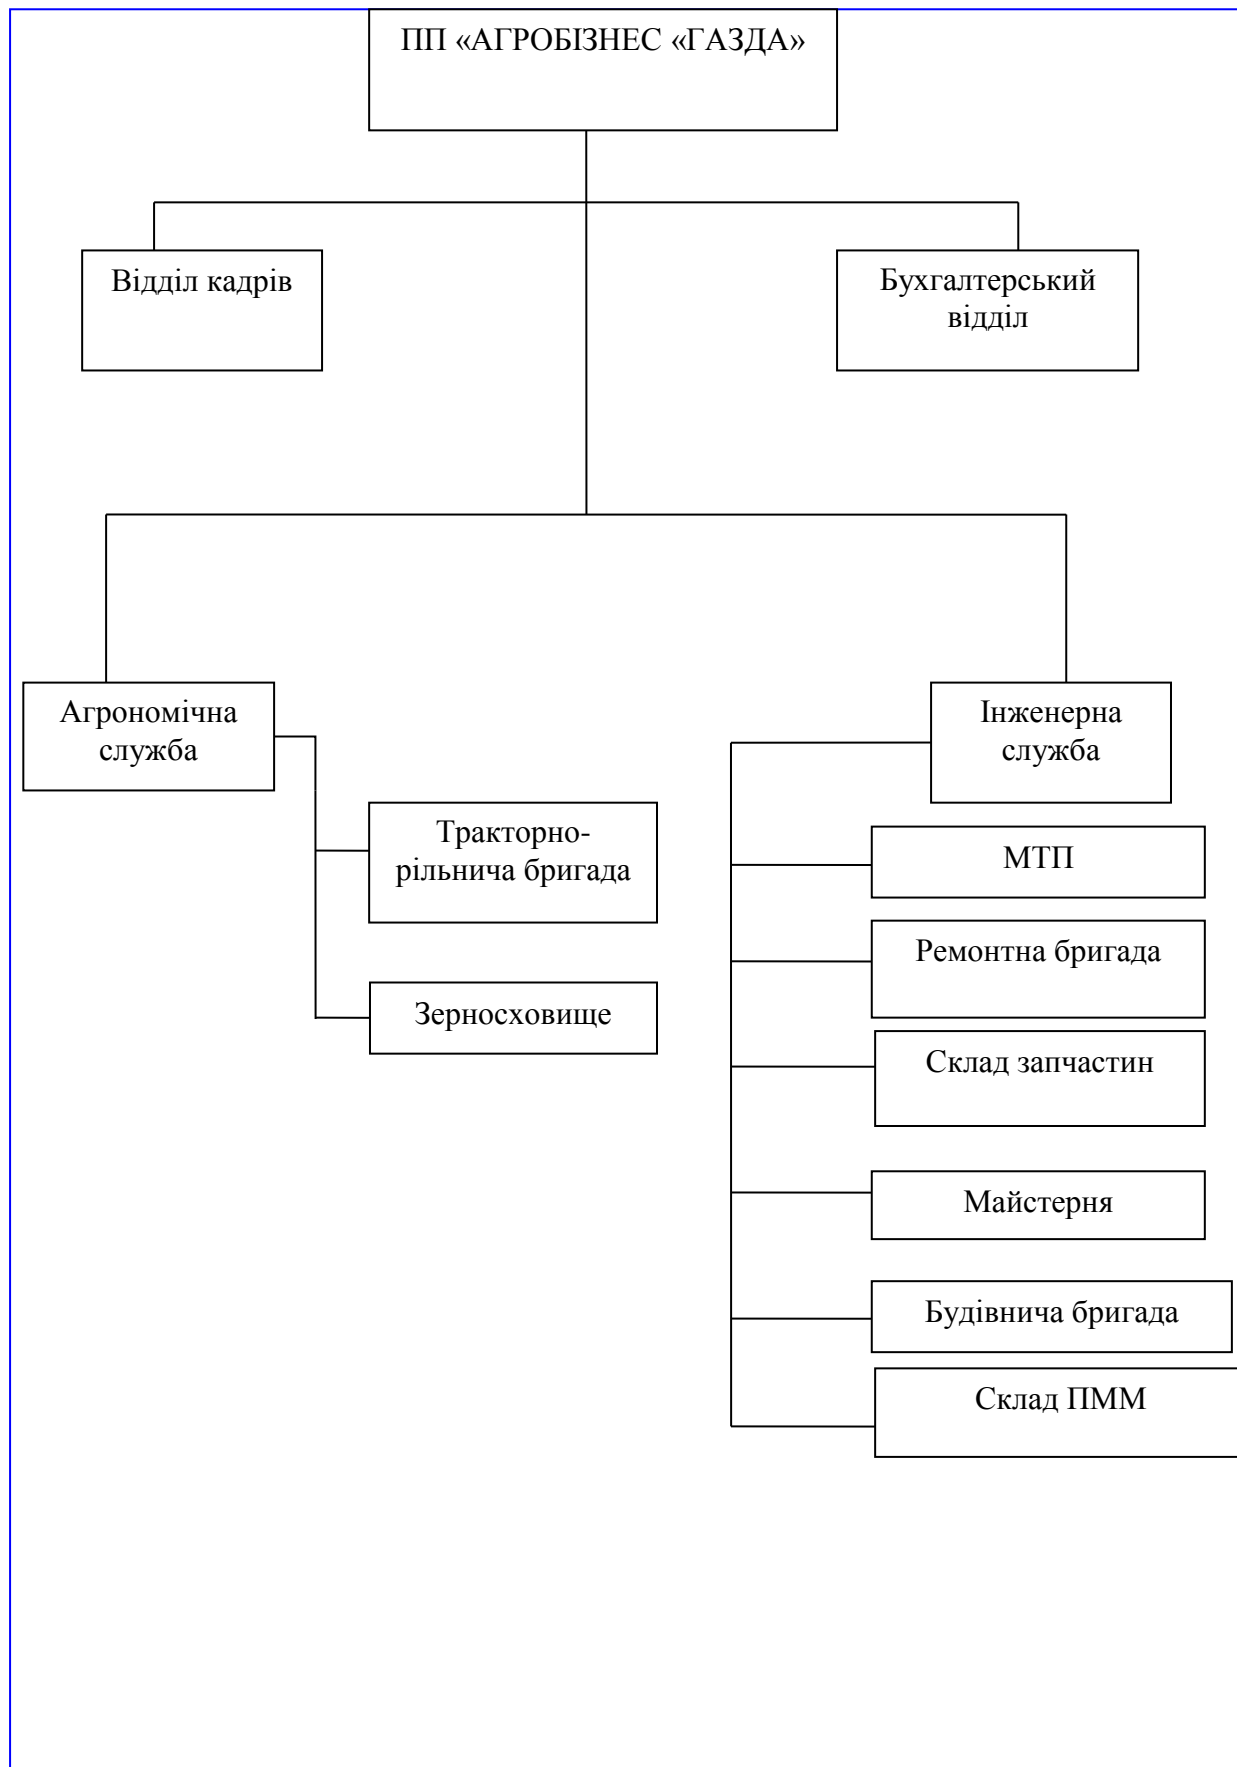 ПП «АГРОБІЗНЕС «ГАЗДА»
Відділ кадрів
Бухгалтерський
відділ
Агрономічна
служба
Тракторно-
рільнича бригада
Зерносховище
Інженерна
служба
МТП
Ремонтна бригада
Склад запчастин
Майстерня
Будівнича бригада
Склад ПММ